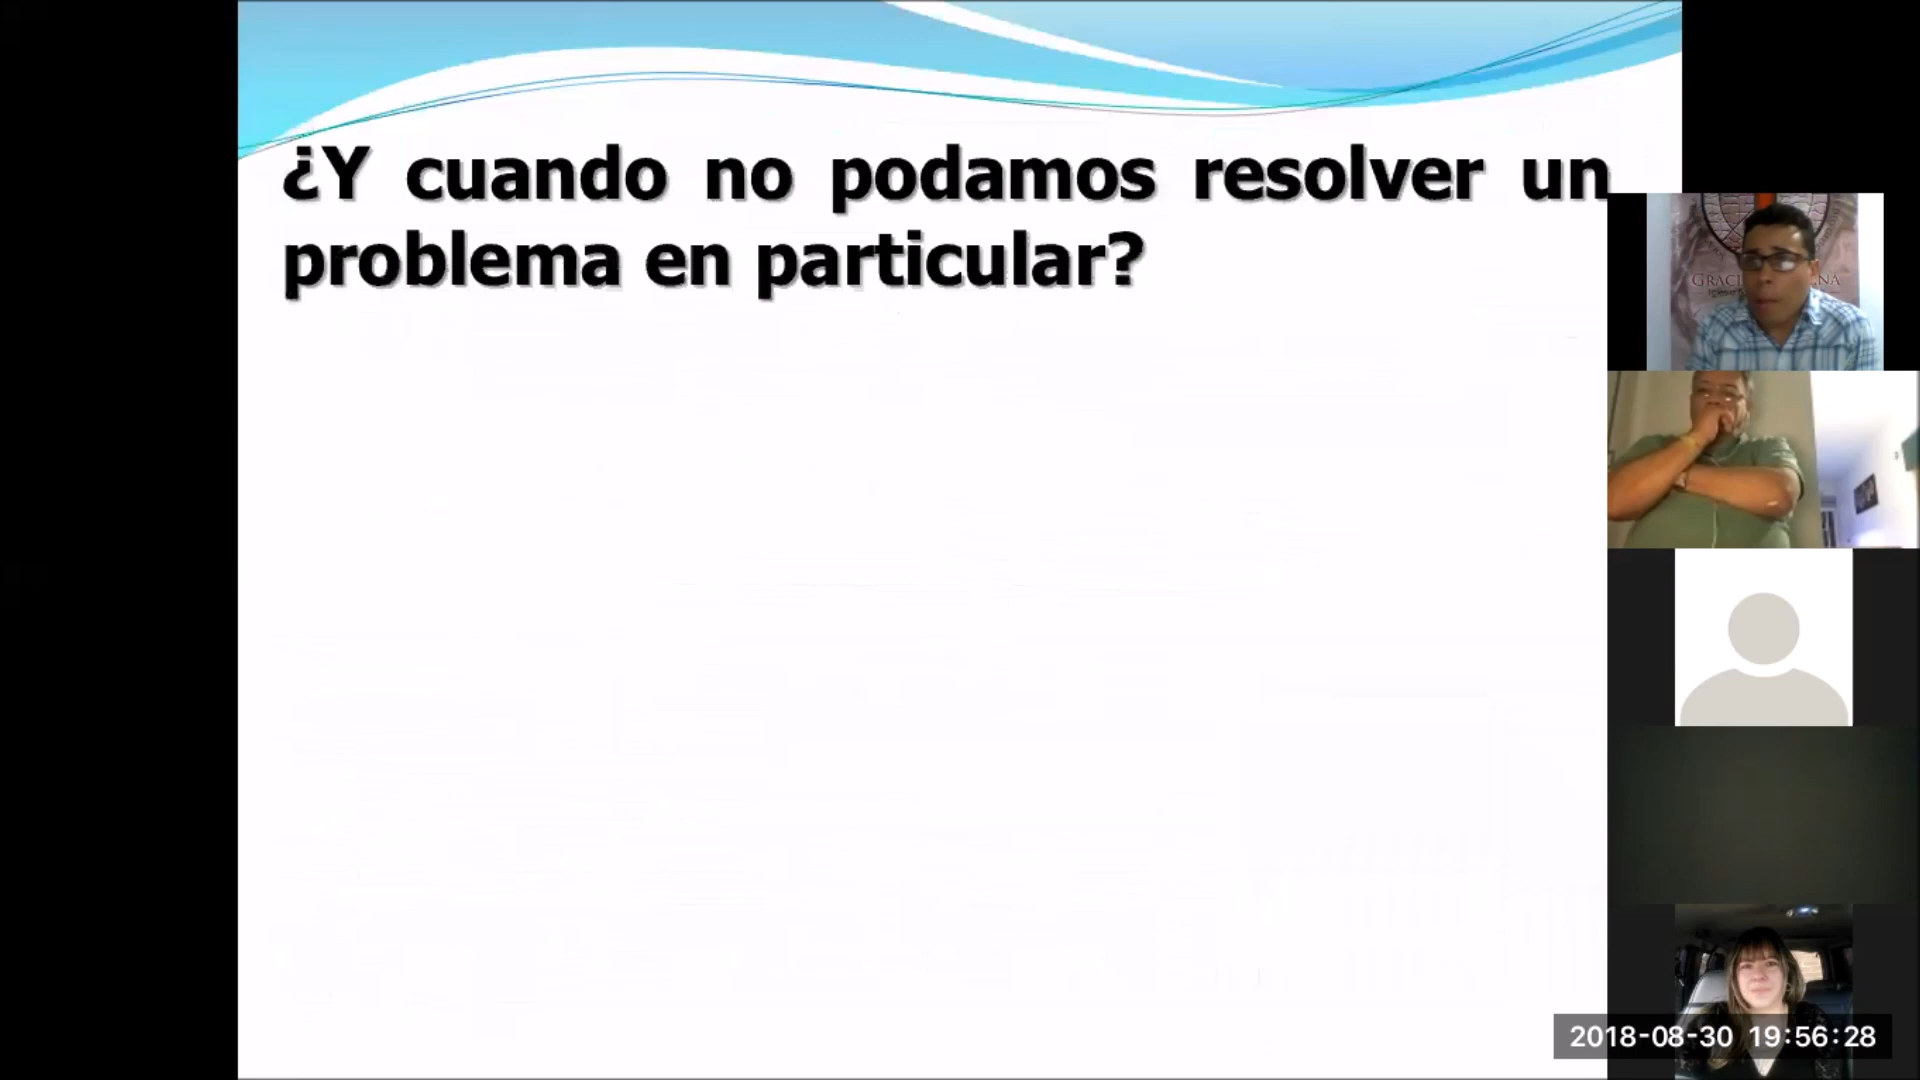 ¿Y cuando no podamos resolver un
problema en particular?
2018-08-30 19:56:28